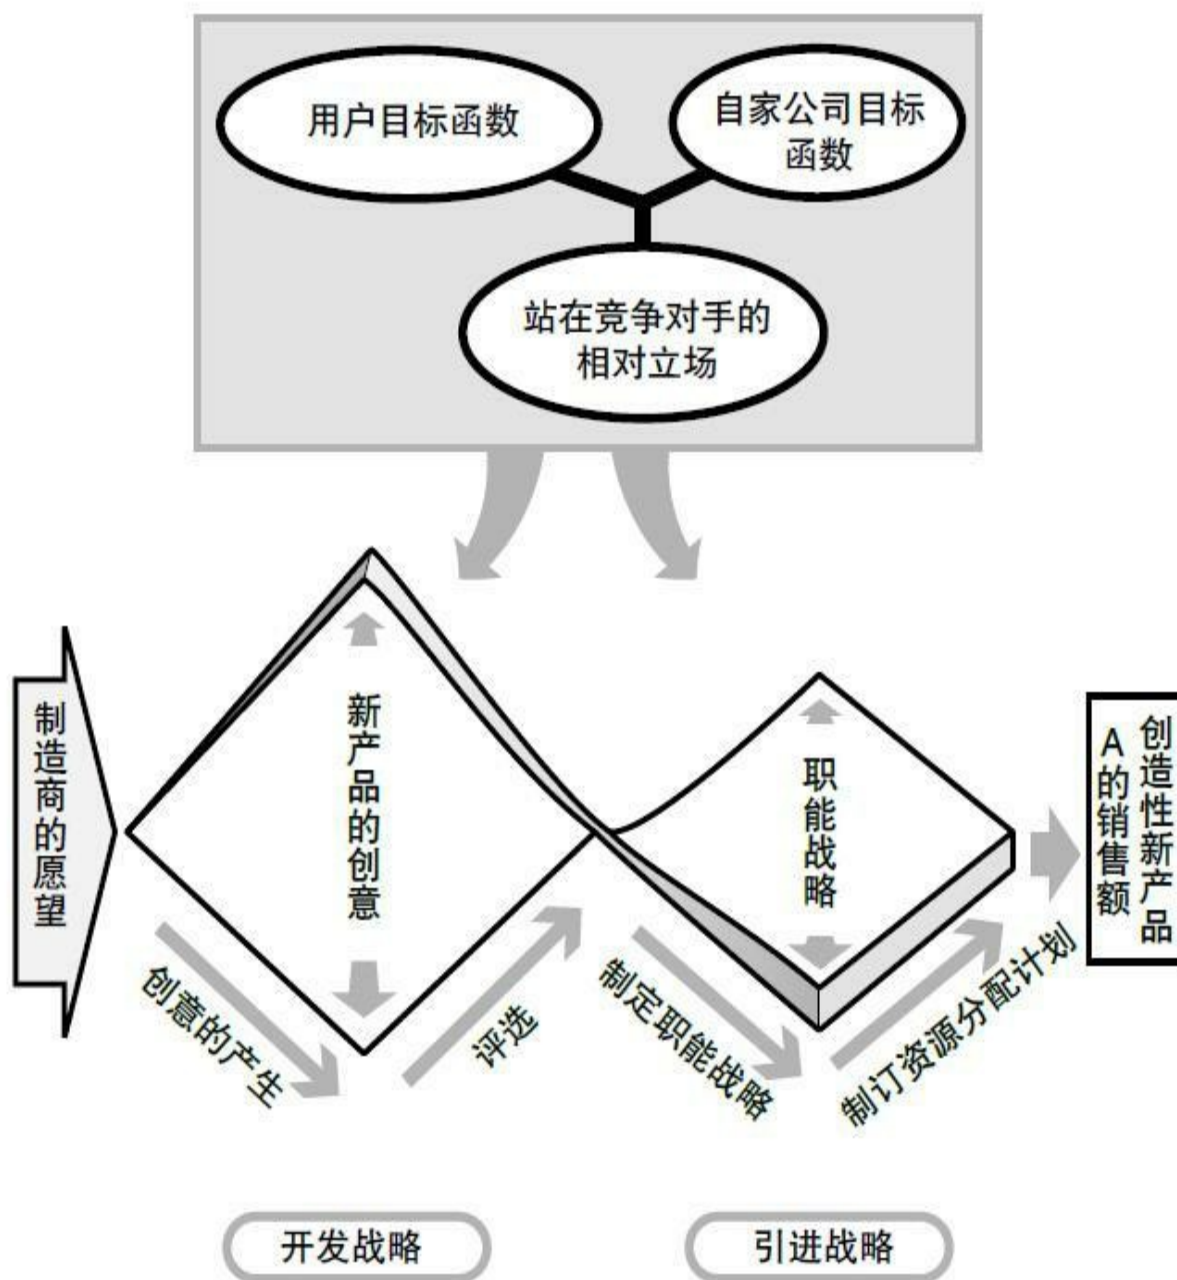 用户目标函数
自家公司目标
函数
站在竞争对手的
相对立场
制造商的愿望
新产品的创意
职能战略
创造性新产品
A的销售额
创意的产生
评选
制定职能战略
制订资源分配计划
开发战略
引进战略